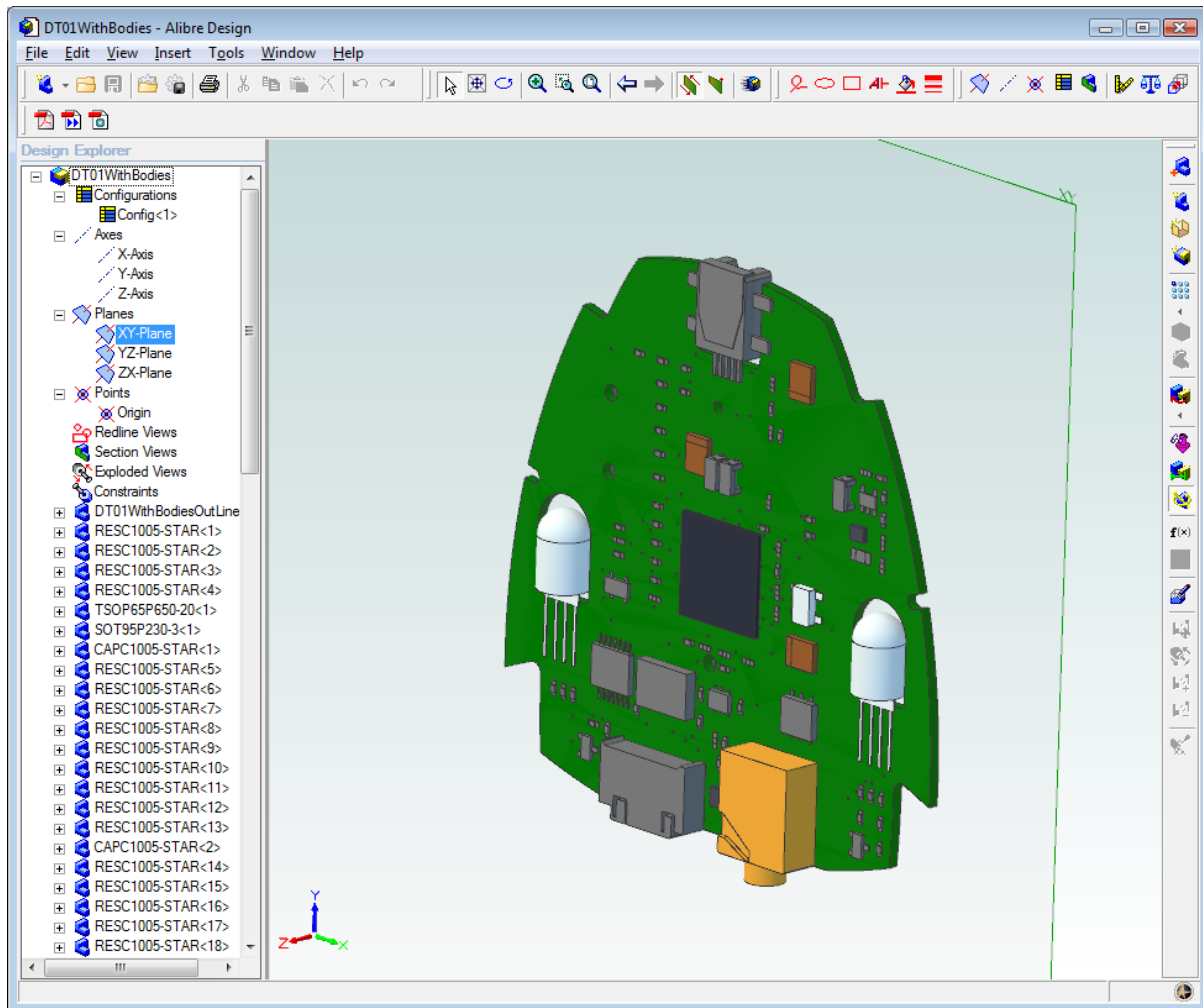 DT01WithBodies - Alibre Design
File Edit View Insert Tools Window Help
Design Explorer
DT01WithBodies
Configurations
Config<1>
Axes
X-Axis
Y-Axis
Z-Axis
Planes
XY-Plane
YZ-Plane
ZX-Plane
Points
Origin
Redline Views
Section Views
Exploded Views
Constraints
DT01WithBodiesOutLine
RESC1005-STAR<1>
RESC1005-STAR<2>
RESC1005-STAR<3>
RESC1005-STAR<4>
TSOP65P650-20<1>
SOT95P230-3<1>
CAPC1005-STAR<1>
RESC1005-STAR<5>
RESC1005-STAR<6>
RESC1005-STAR<7>
RESC1005-STAR<8>
RESC1005-STAR<9>
RESC1005-STAR<10>
RESC1005-STAR<11>
RESC1005-STAR<12>
RESC1005-STAR<13>
CAPC1005-STAR<2>
RESC1005-STAR<14>
RESC1005-STAR<15>
RESC1005-STAR<16>
RESC1005-STAR<17>
RESC1005-STAR<18>
XY
Y
Z
X
f(x)